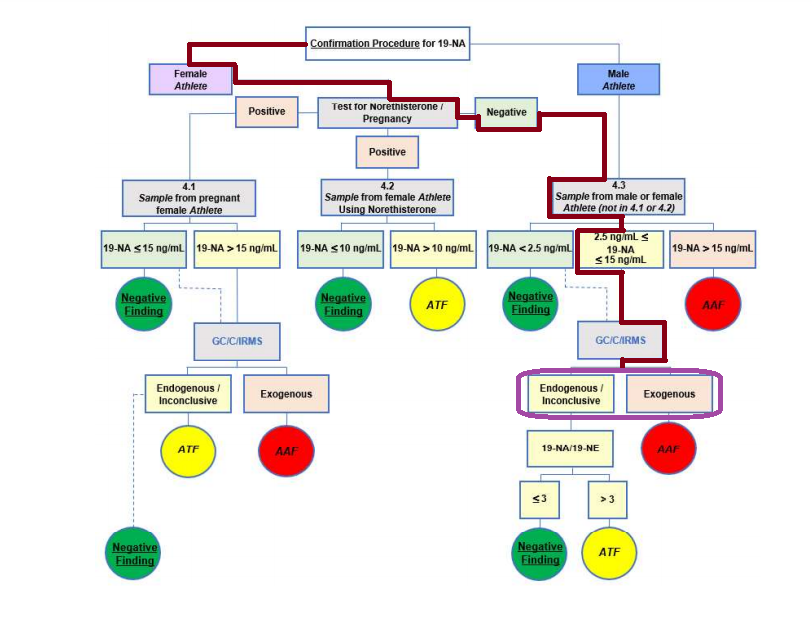 Confirmation Procedure for 19-NA
Female
Athlete
Male
Athlete
Positive
Test for Norethisterone /
Pregnancy
Negative
Positive
4.1
Sample from pregnant
female Athlete
4.2
Sample from female Athlete
Using Norethisterone
4.3
Sample from male or female
Athlete (not in 4.1 or 4.2)
19-NA ≤ 15 ng/mL
19-NA > 15 ng/mL
19-NA ≤ 10 ng/mL
19-NA > 10 ng/mL
19-NA < 2.5 ng/mL
2.5 ng/mL ≤
19-NA
≤ 15 ng/mL
19-NA > 15 ng/mL
Negative
Finding
Negative
Finding
ATF
Negative
Finding
AAF
GC/C/IRMS
GC/C/IRMS
Endogenous /
Inconclusive
Exogenous
Endogenous /
Inconclusive
Exogenous
ATF
AAF
19-NA/19-NE
AAF
≤ 3
> 3
Negative
Finding
Negative
Finding
ATF